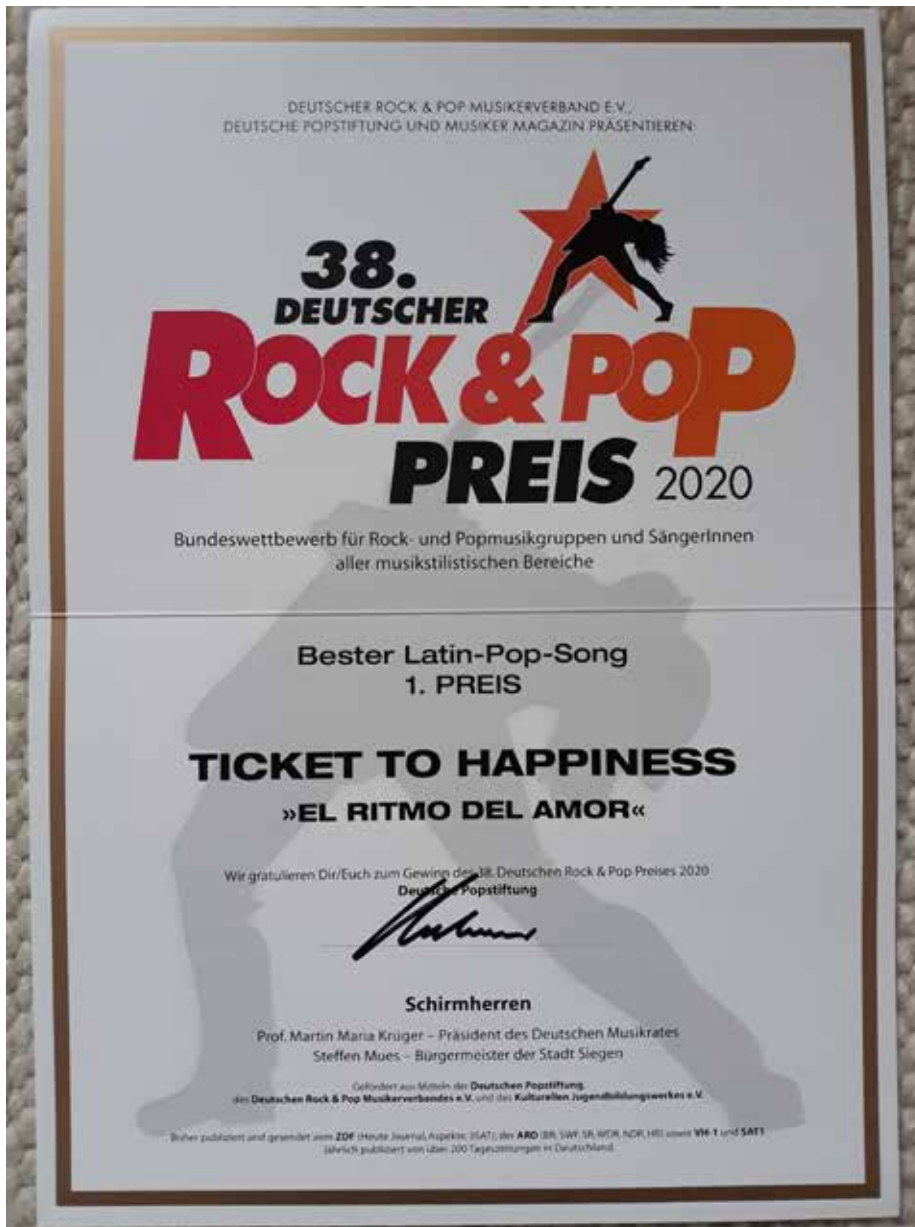 DEUTSCHER ROCK & POP MUSIKERVERBAND E.V.,
DEUTSCHE POPSTIFTUNG UND MUSIKER MAGAZIN PRÄSENTIEREN:
38.
DEUTSCHER
ROCK & POP
PREIS 2020
Bundeswettbewerb für Rock- und Popmusikgruppen und SängerInnen
aller musikstilistischen Bereiche
Bester Latin-Pop-Song
1. PREIS
TICKET TO HAPPINESS
»EL RITMO DEL AMOR«
Wir gratulieren Dir/Euch zum Gewinn des 38. Deutschen Rock & Pop Preises 2020
Deutsche Popstiftung
Schirmherren
Prof. Martin Maria Krüger – Präsident des Deutschen Musikrates
Steffen Mues – Bürgermeister der Stadt Siegen
Gefördert aus Mitteln der Deutschen Popstiftung,
des Deutschen Rock & Pop Musikerverbandes e.V. und des Kulturellen Jugendbildungswerkes e.V.
Bisher publiziert und gesendet vom ZDF (Heute Journal, Aspekte, 3SAT), der ARD (BR, SWF, SR, WDR, NDR, HR) sowie VH-1 und SAT1
Jährlich publiziert von über 200 Tageszeitungen in Deutschland.